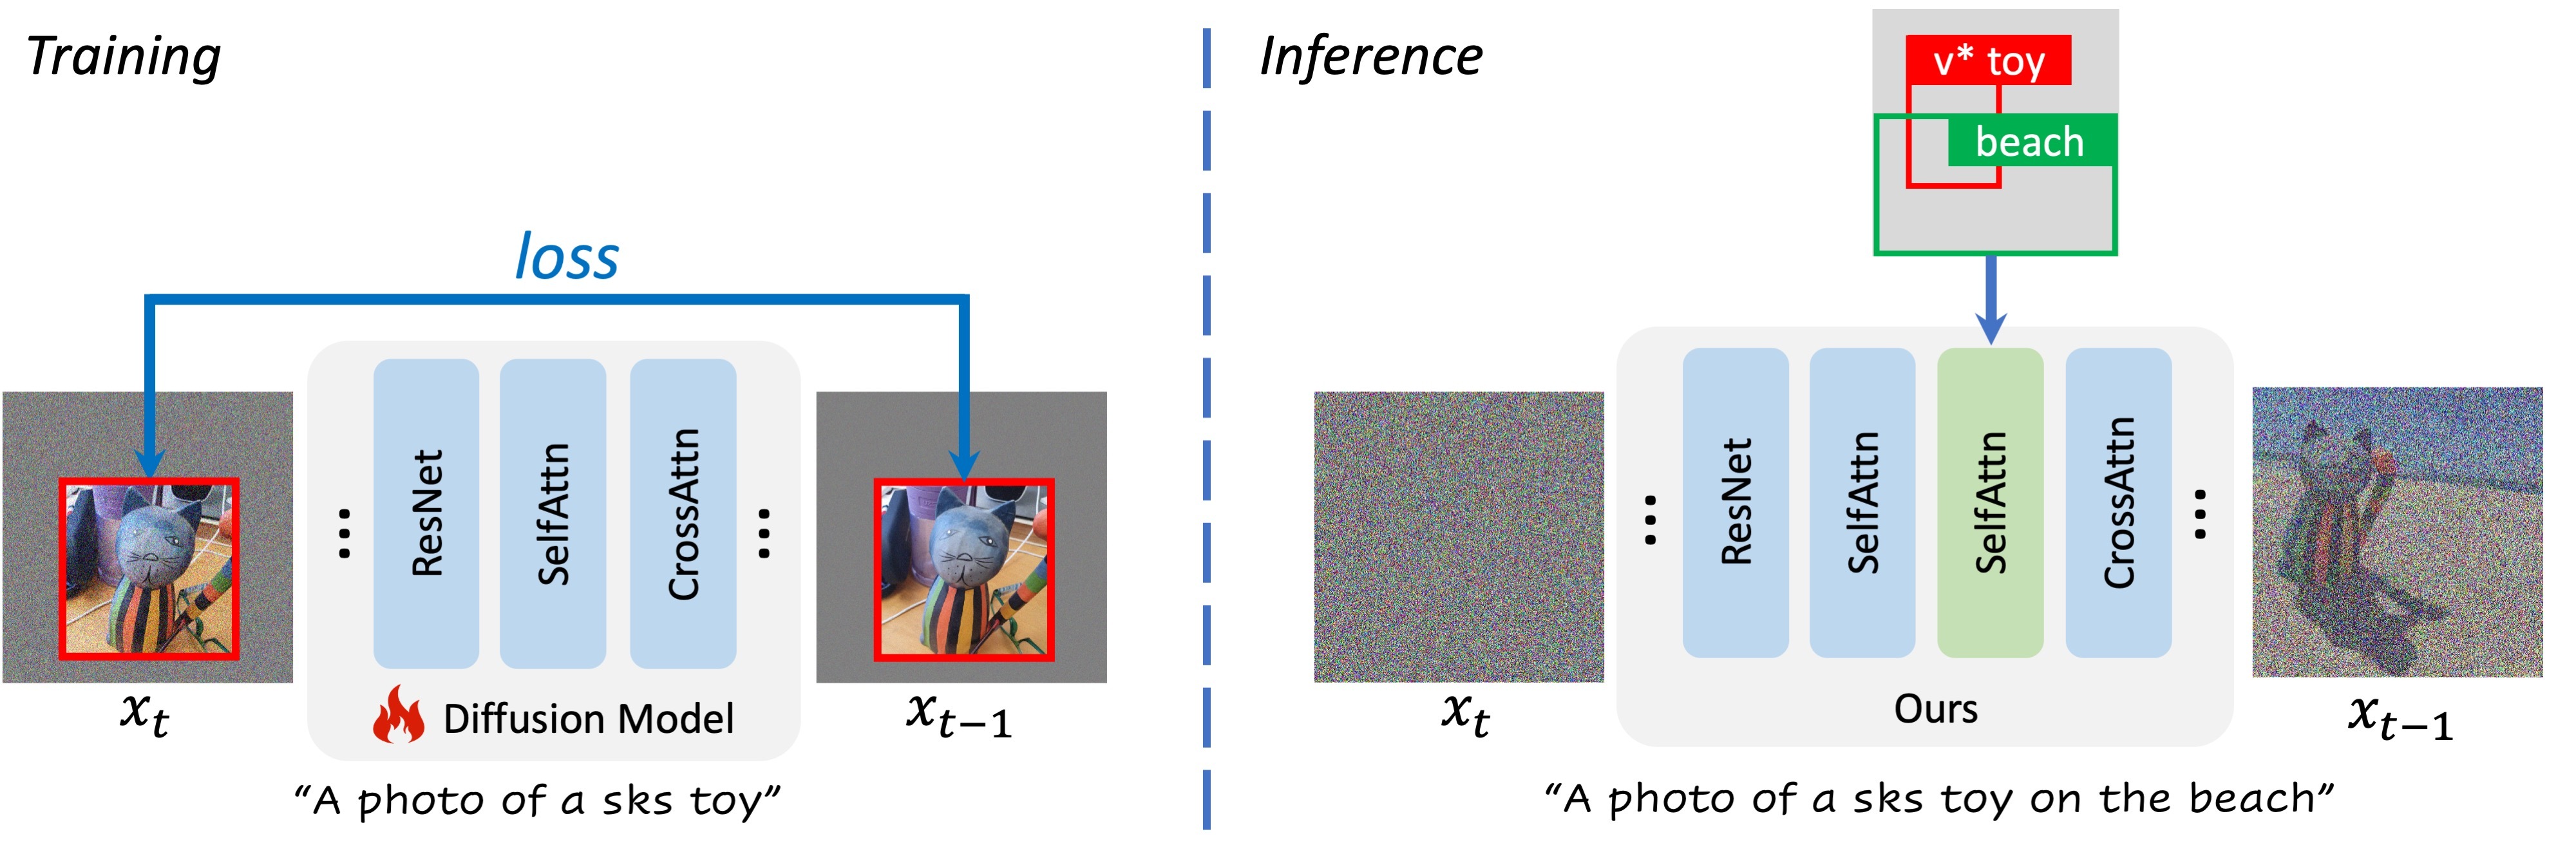 Training
loss
ResNet
SelfAttn
CrossAttn
Diffusion Model
x_t
x_{t−1}
“A photo of a sks toy”
Inference
v* toy
beach
ResNet
SelfAttn
SelfAttn
CrossAttn
Ours
x_t
x_{t−1}
“A photo of a sks toy on the beach”